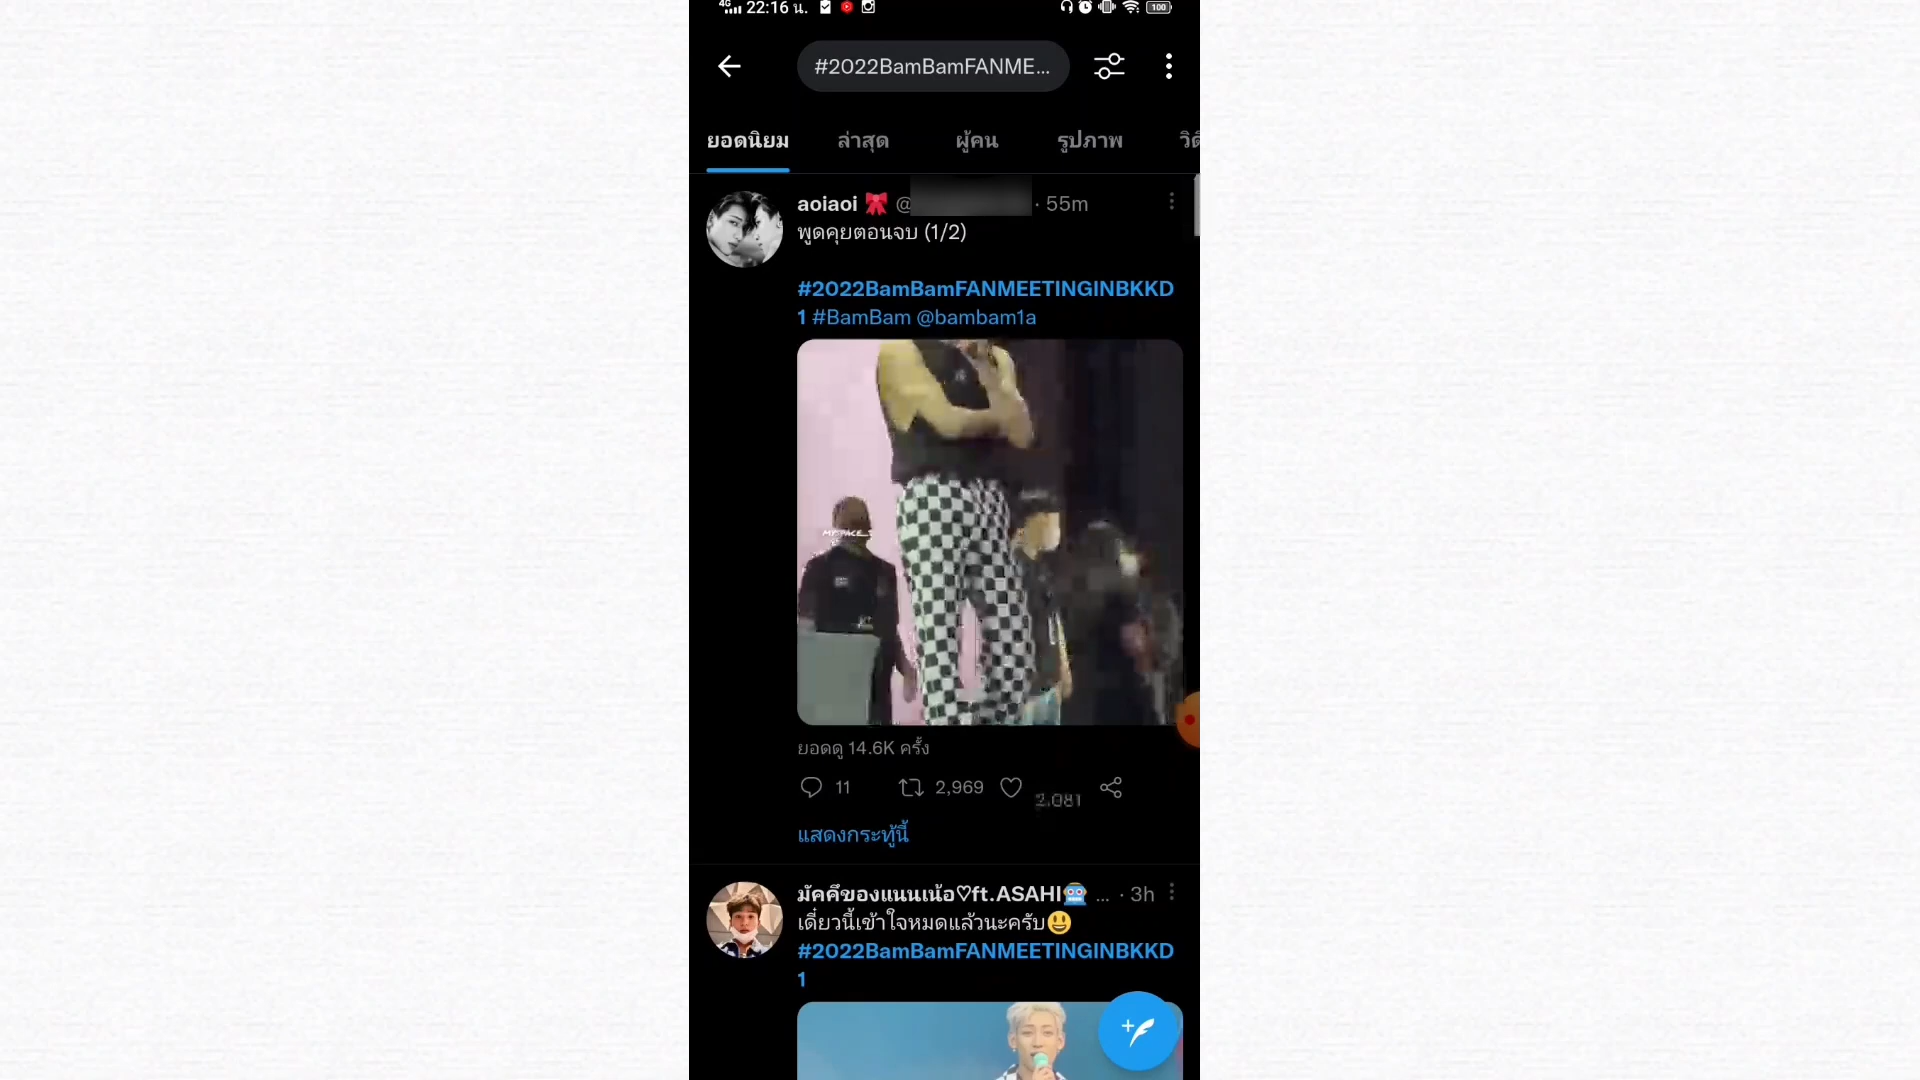 4G 22:16 น. 100
#2022BamBamFANME...
ยอดนิยม ล่าสุด ผู้คน รูปภาพ
aoiaoi 🎀 @ · 55m
พูดคุยตอนจบ (1/2)
#2022BamBamFANMEETINGINBKKD
1 #BamBam @bambam1a
ยอดดู 14.6K ครั้ง
11 2,969 2,081
แสดงกระทู้นี้
มัคคึของแนนเน้อ♡ft.ASAHI🤖 ... · 3h
เดี๋ยวนี้เข้าใจหมดแล้วนะครับ😃
#2022BamBamFANMEETINGINBKKD
1